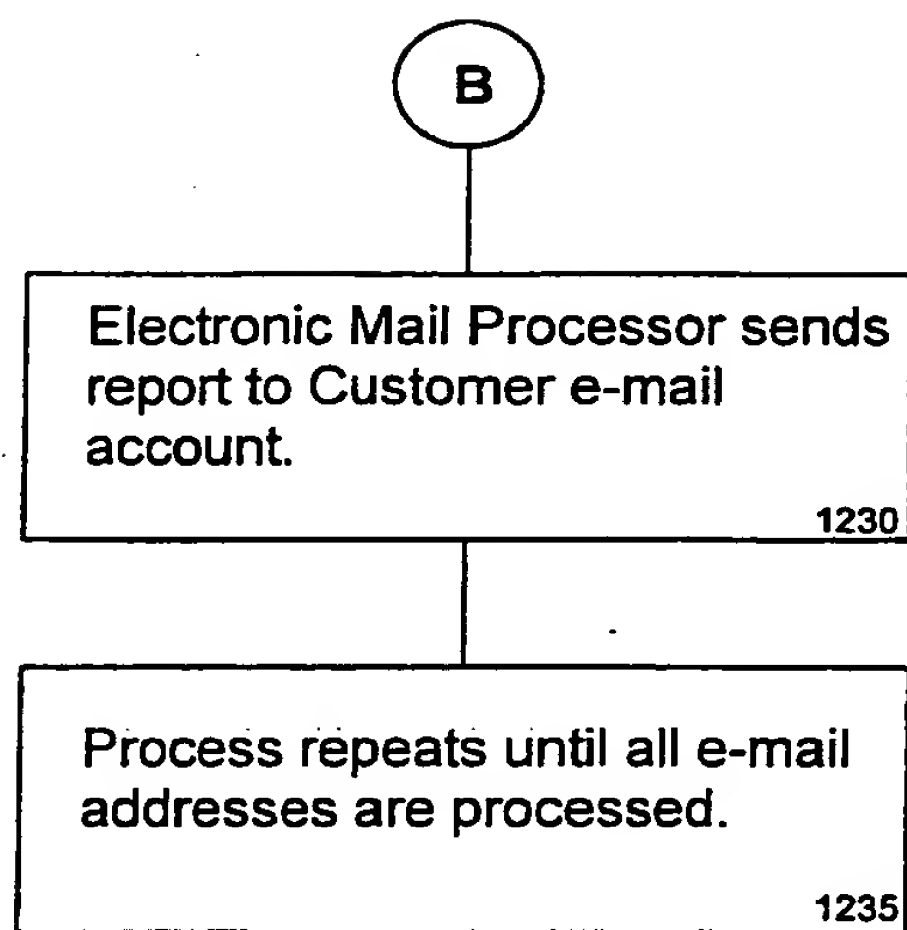 B
Electronic Mail Processor sends
report to Customer e-mail
account.
1230
Process repeats until all e-mail
addresses are processed.
1235